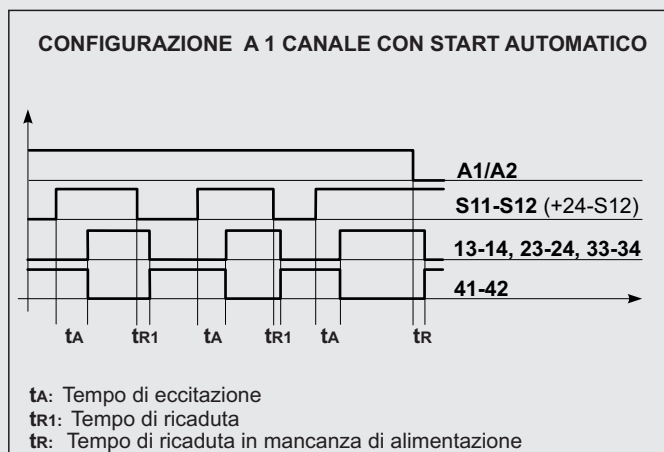 CONFIGURAZIONE A 1 CANALE CON START AUTOMATICO
A1/A2
S11-S12 (+24-S12)
13-14, 23-24, 33-34
41-42
tA tR1 tA tR1 tA tR
tA: Tempo di eccitazione
tR1: Tempo di ricaduta
tR: Tempo di ricaduta in mancanza di alimentazione